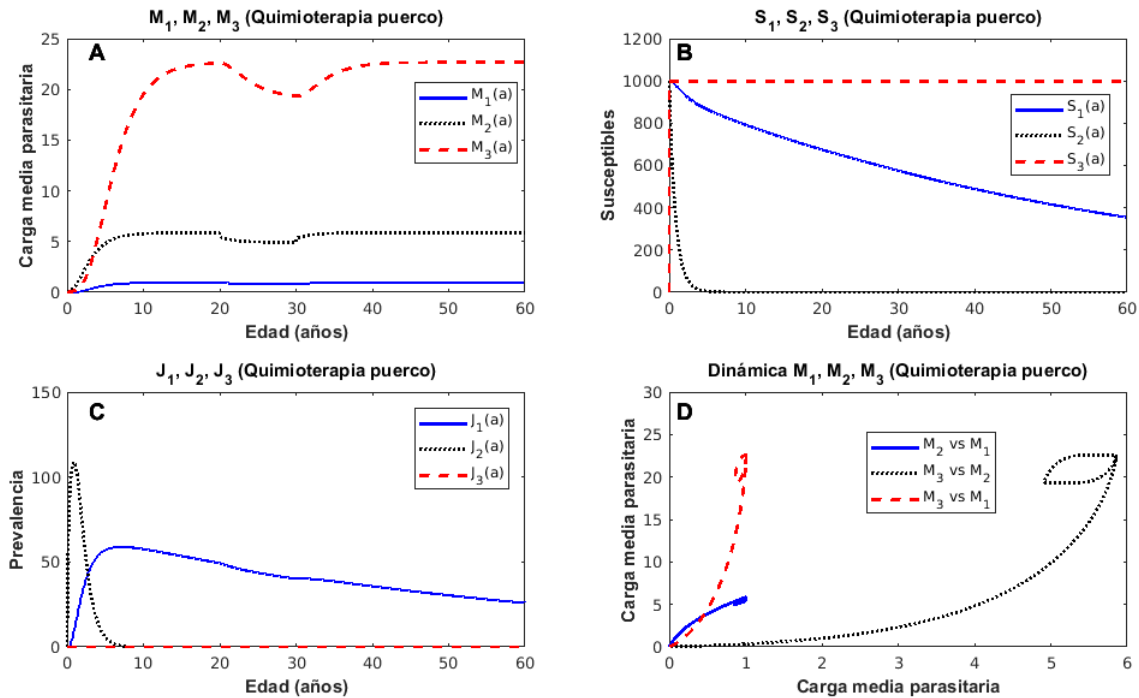 M₁, M₂, M₃ (Quimioterapia puerco)
A
Carga media parasitaria
25
20
15
10
5
0
0 10 20 30 40 50 60
Edad (años)
M₁(a)
M₂(a)
M₃(a)
S₁, S₂, S₃ (Quimioterapia puerco)
B
Susceptibles
1200
1000
800
600
400
200
0
0 10 20 30 40 50 60
Edad (años)
S₁(a)
S₂(a)
S₃(a)
J₁, J₂, J₃ (Quimioterapia puerco)
C
Prevalencia
150
100
50
0
0 10 20 30 40 50 60
Edad (años)
J₁(a)
J₂(a)
J₃(a)
Dinámica M₁, M₂, M₃ (Quimioterapia puerco)
D
Carga media parasitaria
30
25
20
15
10
5
0
0 1 2 3 4 5 6
Carga media parasitaria
M₂ vs M₁
M₃ vs M₂
M₃ vs M₁